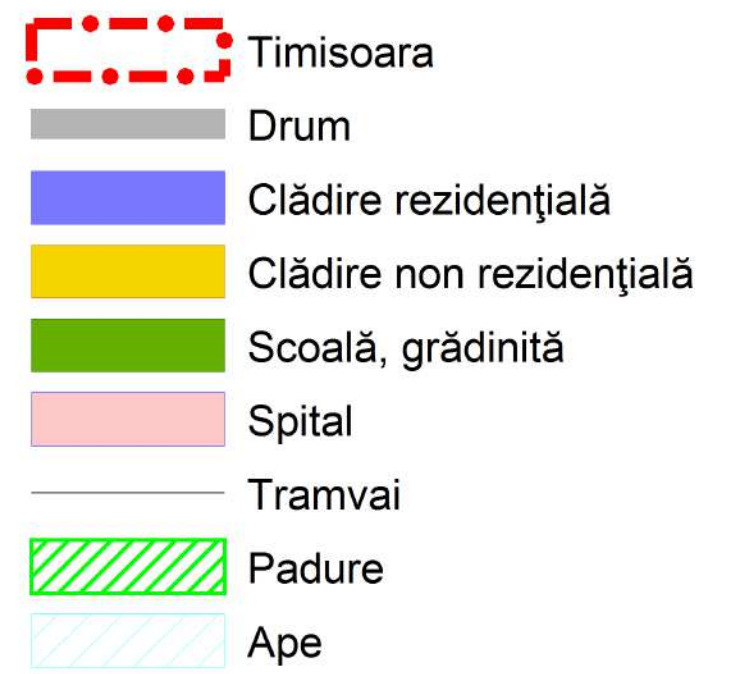 Timisoara
Drum
Clădire rezidenţială
Clădire non rezidenţială
Scoală, grădinită
Spital
Tramvai
Padure
Ape